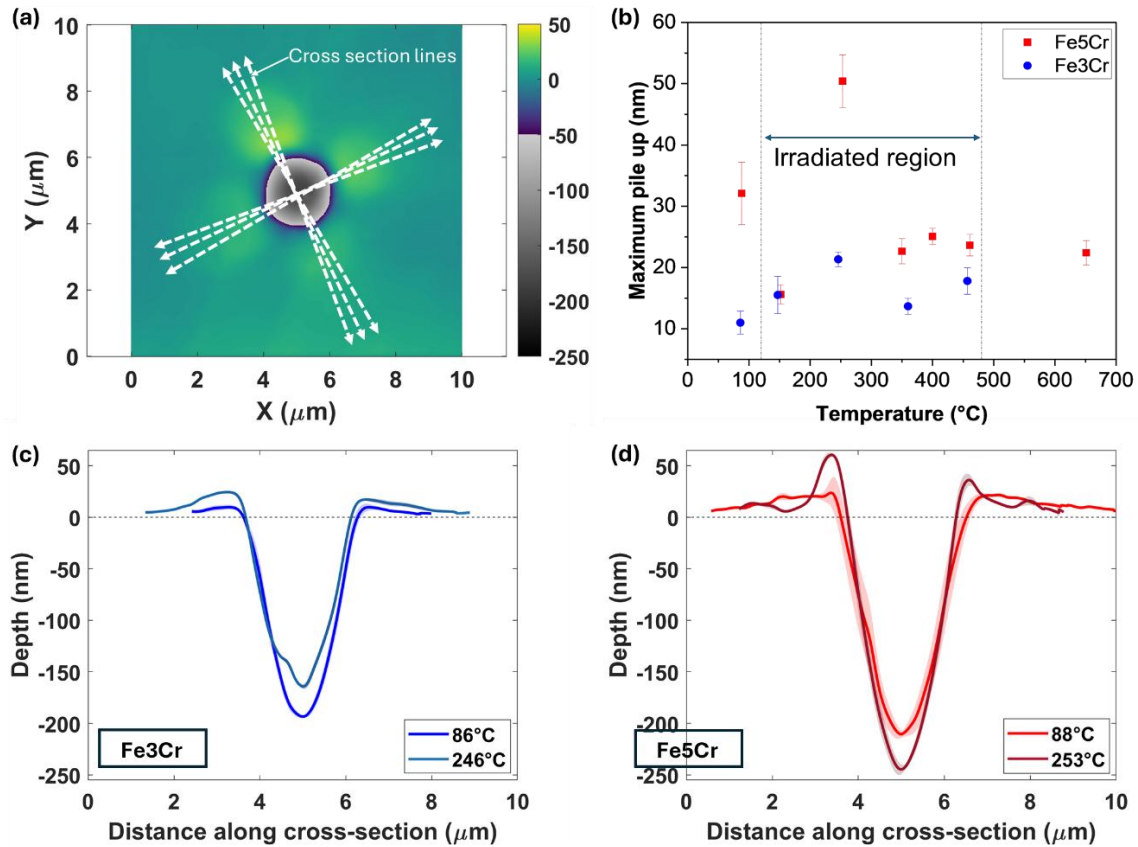 (a)
Cross section lines
10
8
6
4
2
0
Y (μm)
0 2 4 6 8 10
X (μm)
50
0
-50
-100
-150
-200
-250
(b)
Fe5Cr
Fe3Cr
Irradiated region
60
50
40
30
20
10
Maximum pile up (nm)
0 100 200 300 400 500 600 700
Temperature (°C)
(c)
50
0
-50
-100
-150
-200
-250
Depth (nm)
Fe3Cr
86°C
246°C
0 2 4 6 8 10
Distance along cross-section (μm)
(d)
50
0
-50
-100
-150
-200
-250
Depth (nm)
Fe5Cr
88°C
253°C
0 2 4 6 8 10
Distance along cross-section (μm)